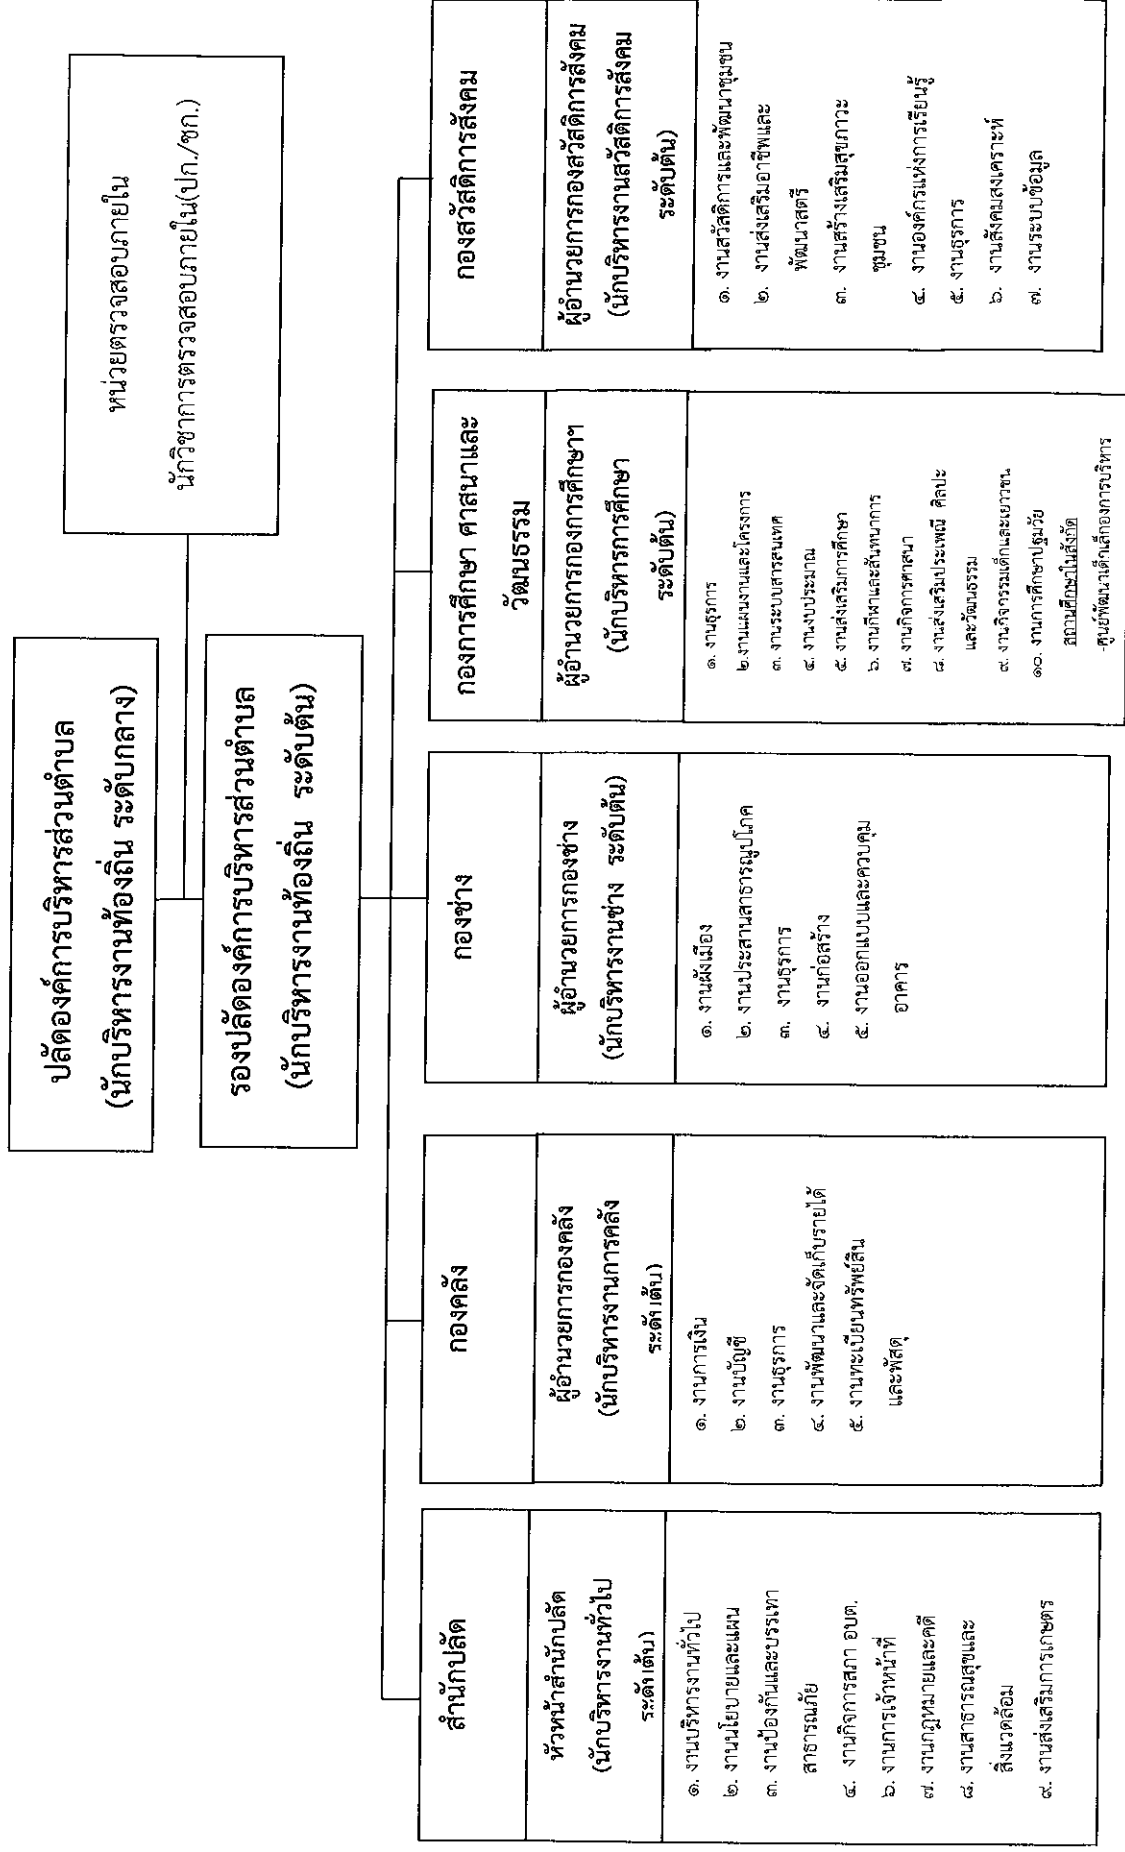 ปลัดองค์การบริหารส่วนตำบล
(นักบริหารงานท้องถิ่น ระดับกลาง)
หน่วยตรวจสอบภายใน
นักวิชาการตรวจสอบภายใน(ปก./ชก.)
รองปลัดองค์การบริหารส่วนตำบล
(นักบริหารงานท้องถิ่น ระดับต้น)
สำนักปลัด
หัวหน้าสำนักปลัด
(นักบริหารงานทั่วไป
ระดับต้น)
๑. งานบริหารงานทั่วไป
๒. งานนโยบายและแผน
๓. งานป้องกันและบรรเทา
สาธารณภัย
๔. งานกิจการสภา อบต.
๖. งานการเจ้าหน้าที่
๗. งานกฎหมายและคดี
๘. งานสาธารณสุขและ
สิ่งแวดล้อม
๙. งานส่งเสริมการเกษตร
กองคลัง
ผู้อำนวยการกองคลัง
(นักบริหารงานการคลัง
ระดับต้น)
๑. งานการเงิน
๒. งานบัญชี
๓. งานธุรการ
๔. งานพัฒนาและจัดเก็บรายได้
๕. งานทะเบียนทรัพย์สิน
และพัสดุ
กองช่าง
ผู้อำนวยการกองช่าง
(นักบริหารงานช่าง ระดับต้น)
๑. งานผังเมือง
๒. งานประสานสาธารณูปโภค
๓. งานธุรการ
๔. งานก่อสร้าง
๕. งานออกแบบและควบคุม
อาคาร
กองการศึกษา ศาสนาและ
วัฒนธรรม
ผู้อำนวยการกองการศึกษาฯ
(นักบริหารการศึกษา
ระดับต้น)
๑. งานธุรการ
๒.งานแผนงานและโครงการ
๓. งานระบบสารสนเทศ
๔. งานงบประมาณ
๕. งานส่งเสริมการศึกษา
๖. งานกีฬาและสันทนาการ
๗. งานกิจการศาสนา
๘. งานส่งเสริมประเพณี ศิลปะ
และวัฒนธรรม
๙. งานกิจกรรมเด็กและเยาวชน
๑๐. งานการศึกษาปฐมวัย
สถานศึกษาในสังกัด
-ศูนย์พัฒนาเด็กเล็กองการบริหาร
กองสวัสดิการสังคม
ผู้อำนวยการกองสวัสดิการสังคม
(นักบริหารงานสวัสดิการสังคม
ระดับต้น)
๑. งานสวัสดิการและพัฒนาชุมชน
๒. งานส่งเสริมอาชีพและ
พัฒนาสตรี
๓. งานสร้างเสริมสุขภาวะ
ชุมชน
๔. งานองค์กรแห่งการเรียนรู้
๕. งานธุรการ
๖. งานสังคมสงเคราะห์
๗. งานระบบข้อมูล